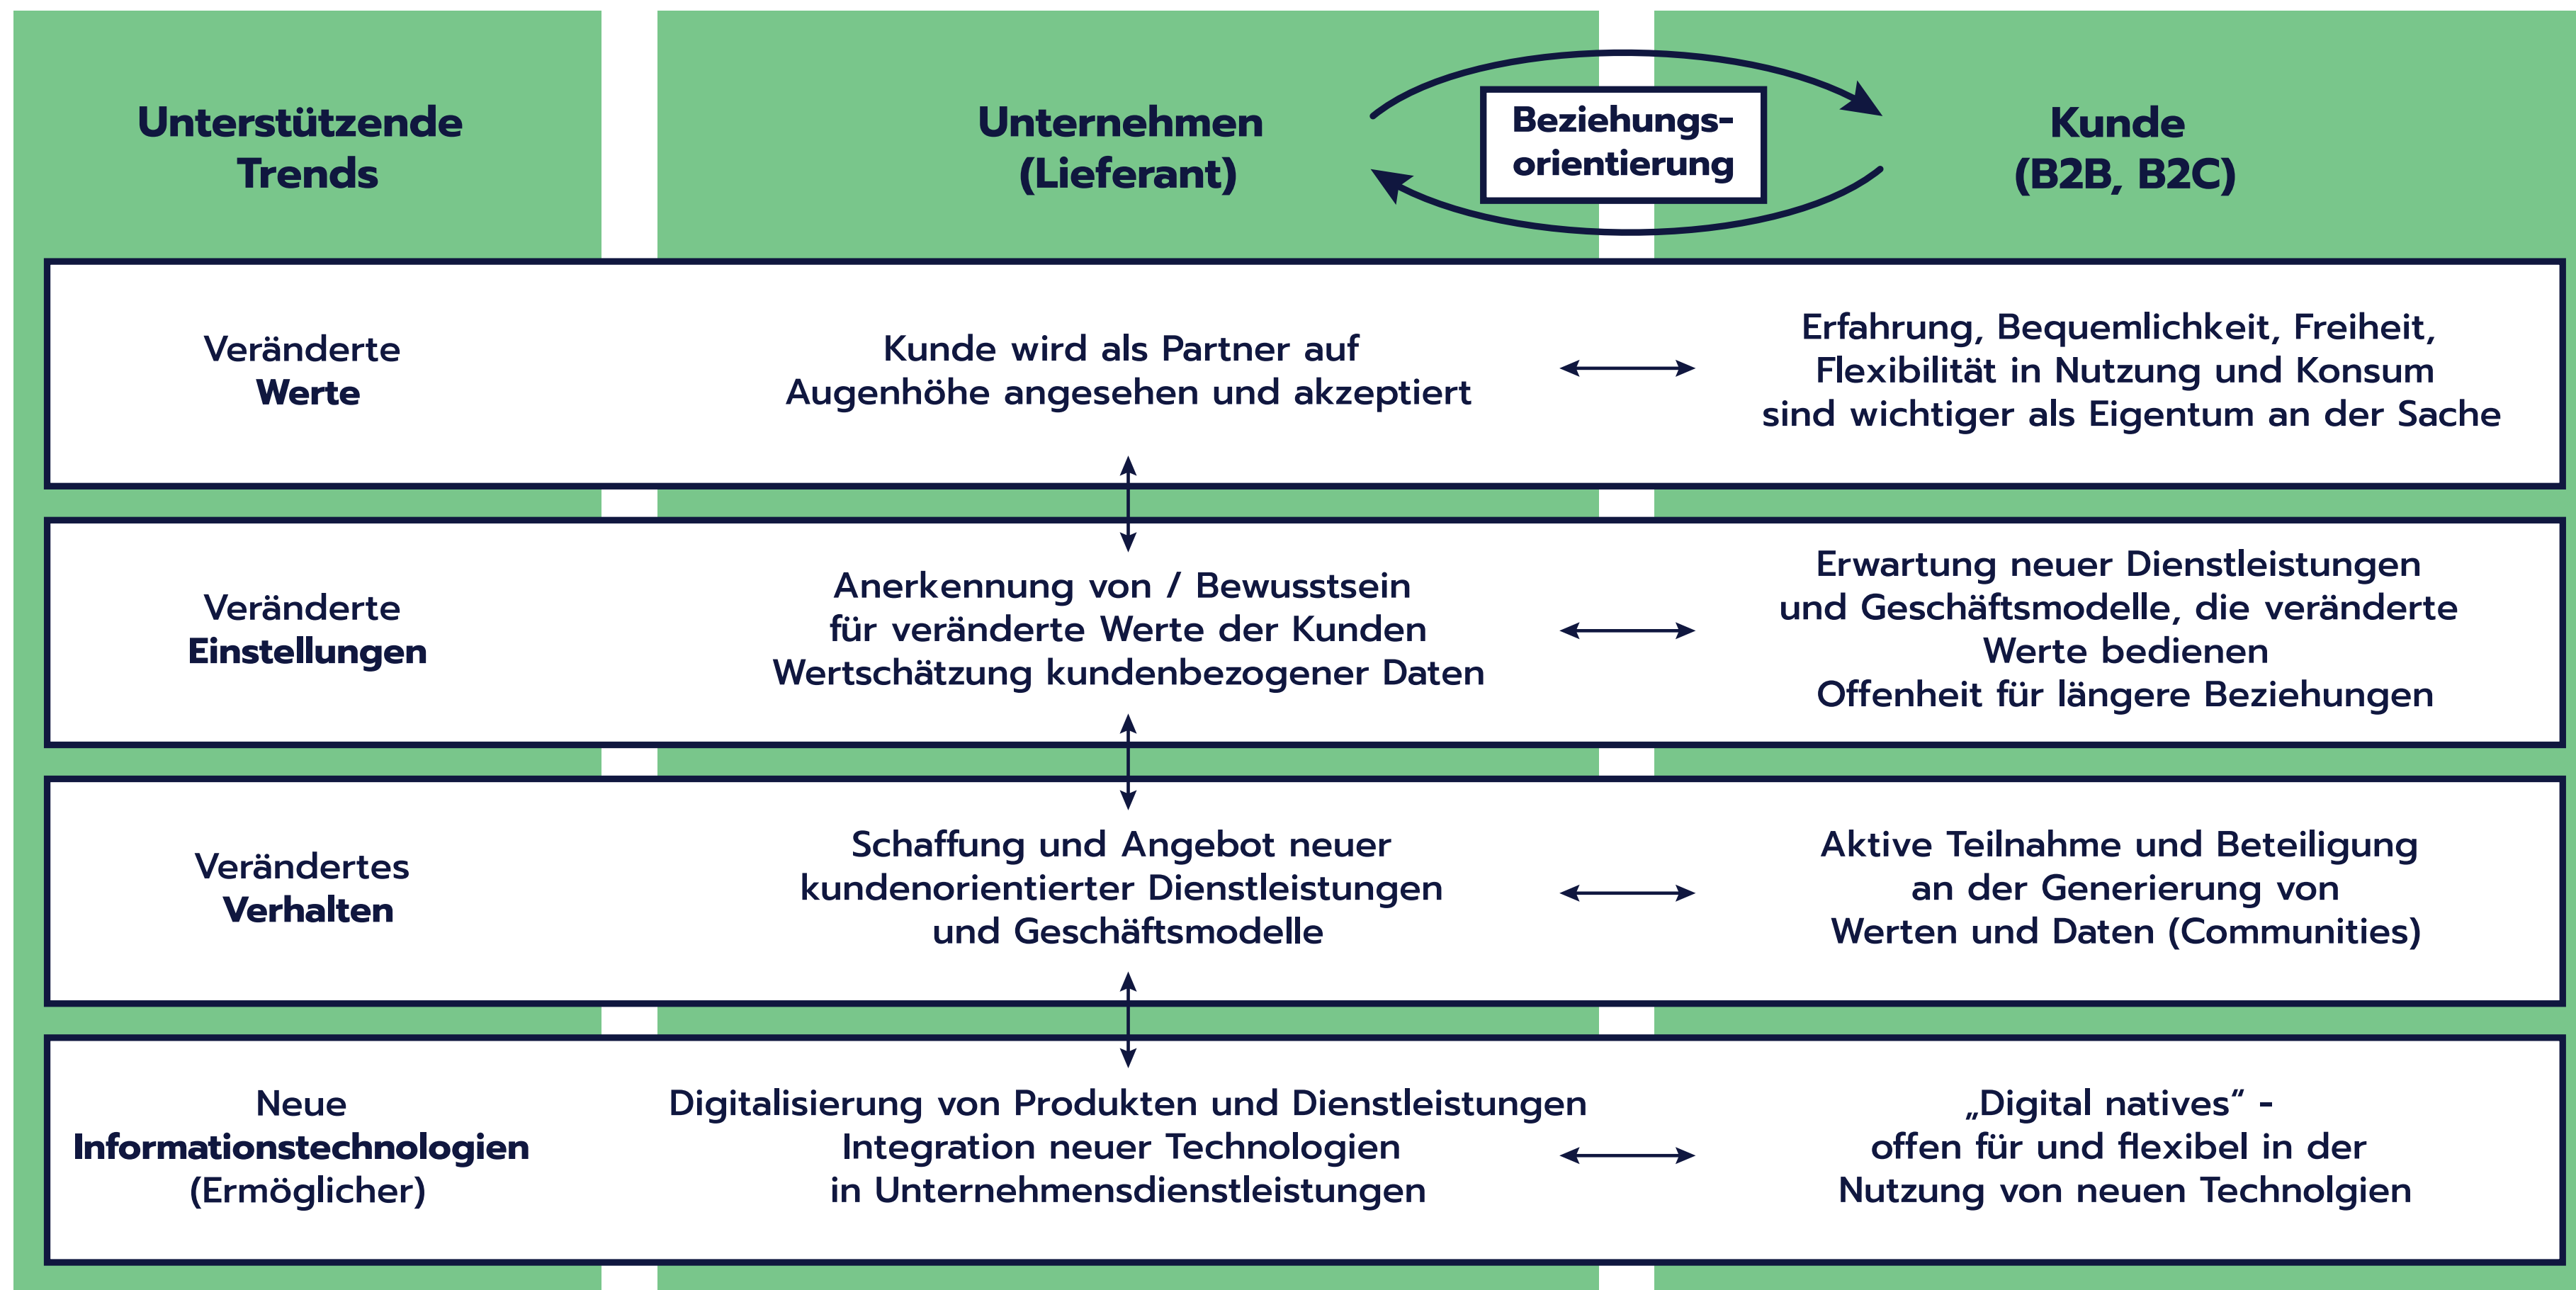 Unterstützende
Trends
Unternehmen
(Lieferant)
Beziehungs-
orientierung
Kunde
(B2B, B2C)
Veränderte
Werte
Kunde wird als Partner auf
Augenhöhe angesehen und akzeptiert
Erfahrung, Bequemlichkeit, Freiheit,
Flexibilität in Nutzung und Konsum
sind wichtiger als Eigentum an der Sache
Veränderte
Einstellungen
Anerkennung von / Bewusstsein
für veränderte Werte der Kunden
Wertschätzung kundenbezogener Daten
Erwartung neuer Dienstleistungen
und Geschäftsmodelle, die veränderte
Werte bedienen
Offenheit für längere Beziehungen
Verändertes
Verhalten
Schaffung und Angebot neuer
kundenorientierter Dienstleistungen
und Geschäftsmodelle
Aktive Teilnahme und Beteiligung
an der Generierung von
Werten und Daten (Communities)
Neue
Informationstechnologien
(Ermöglicher)
Digitalisierung von Produkten und Dienstleistungen
Integration neuer Technologien
in Unternehmensdienstleistungen
„Digital natives“ -
offen für und flexibel in der
Nutzung von neuen Technolgien